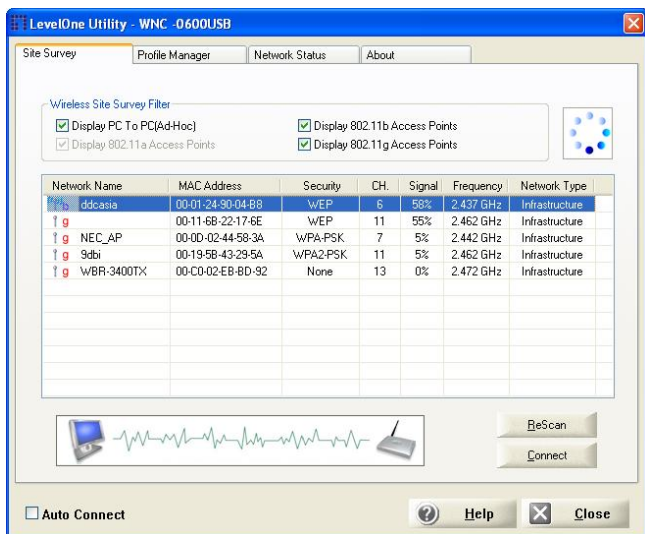 LevelOne Utility - WNC -0600USB
Site Survey Profile Manager Network Status About
Wireless Site Survey Filter
Display PC To PC(Ad-Hoc) Display 802.11b Access Points
Display 802.11a Access Points Display 802.11g Access Points
Network Name MAC Address Security CH. Signal Frequency Network Type
b ddcasia 00-01-24-90-04-B8 WEP 6 58% 2.437 GHz Infrastructure
g 00-11-6B-22-17-6E WEP 11 55% 2.462 GHz Infrastructure
g NEC_AP 00-0D-02-44-58-3A WPA-PSK 7 5% 2.442 GHz Infrastructure
g 9dbi 00-19-5B-43-29-5A WPA2-PSK 11 5% 2.462 GHz Infrastructure
g WBR-3400TX 00-C0-02-EB-BD-92 None 13 0% 2.472 GHz Infrastructure
ReScan
Connect
Auto Connect Help Close